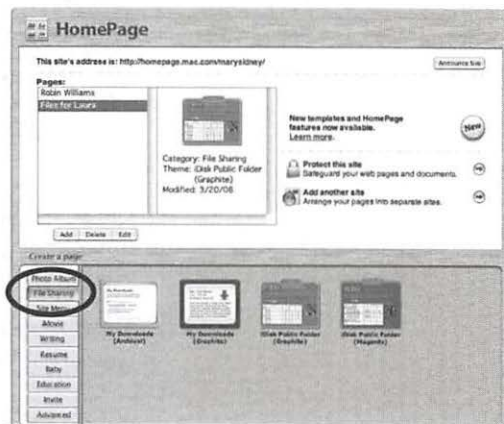 HomePage
This site's address is: http://homepage.mac.com/marysidney/
Announce Site
Pages:
Robin Williams
Files for Laura
Category: File Sharing
Theme: iDisk Public Folder
(Graphite)
Modified: 3/20/08
New templates and HomePage
features now available.
Learn more.
New
Protect this site
Safeguard your web pages and documents.
Add another site
Arrange your pages into separate sites.
Add Delete Edit
Create a page
Photo Album
File Sharing
Site Menu
iMovie
Writing
Resume
Baby
Education
Invite
Advanced
My Downloads
(Archival)
My Downloads
(Graphite)
iDisk Public Folder
(Graphite)
iDisk Public Folder
(Magenta)